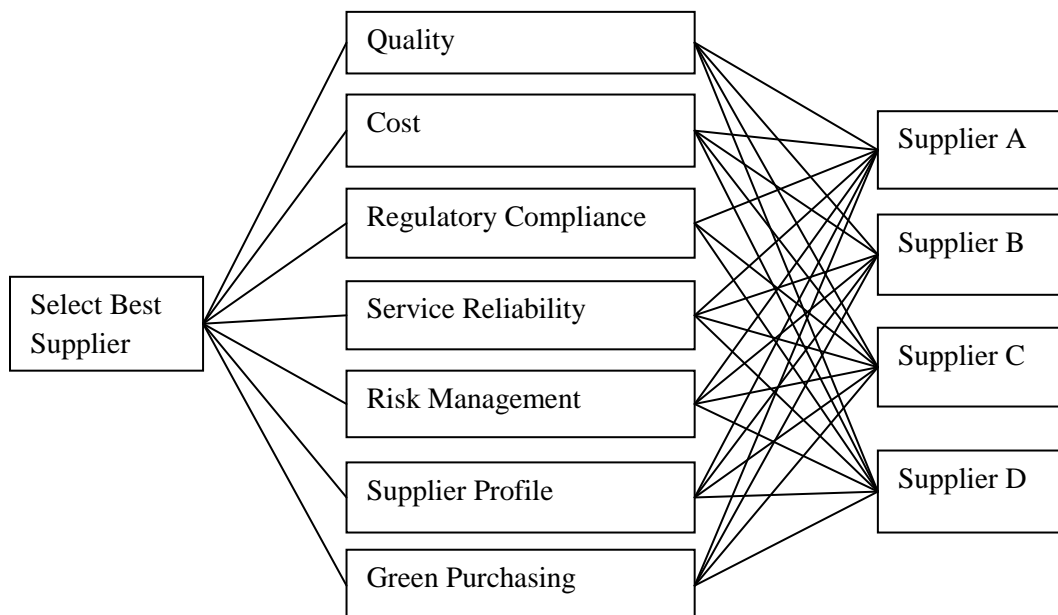 Select Best
Supplier
Quality
Cost
Regulatory Compliance
Service Reliability
Risk Management
Supplier Profile
Green Purchasing
Supplier A
Supplier B
Supplier C
Supplier D